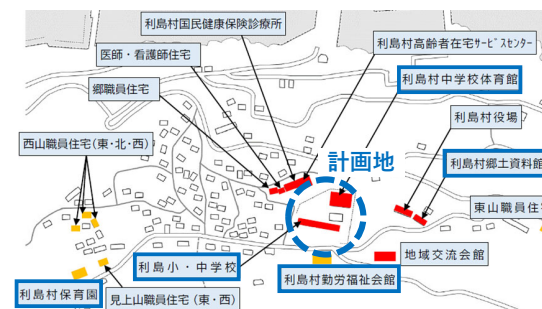 利島村国民健康保険診療所
医師・看護師住宅
利島村高齢者在宅サービスセンター
郷職員住宅
利島村中学校体育館
利島村役場
西山職員住宅（東・北・西）
計画地
利島村郷土資料館
東山職員住宅
利島小・中学校
地域交流会館
利島村保育園
見上山職員住宅（東・西）
利島村勤労福祉会館